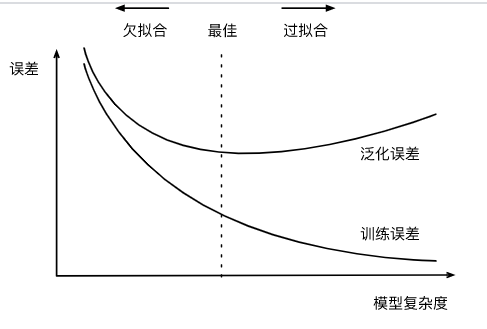 欠拟合 最佳 过拟合
误差
泛化误差
训练误差
模型复杂度